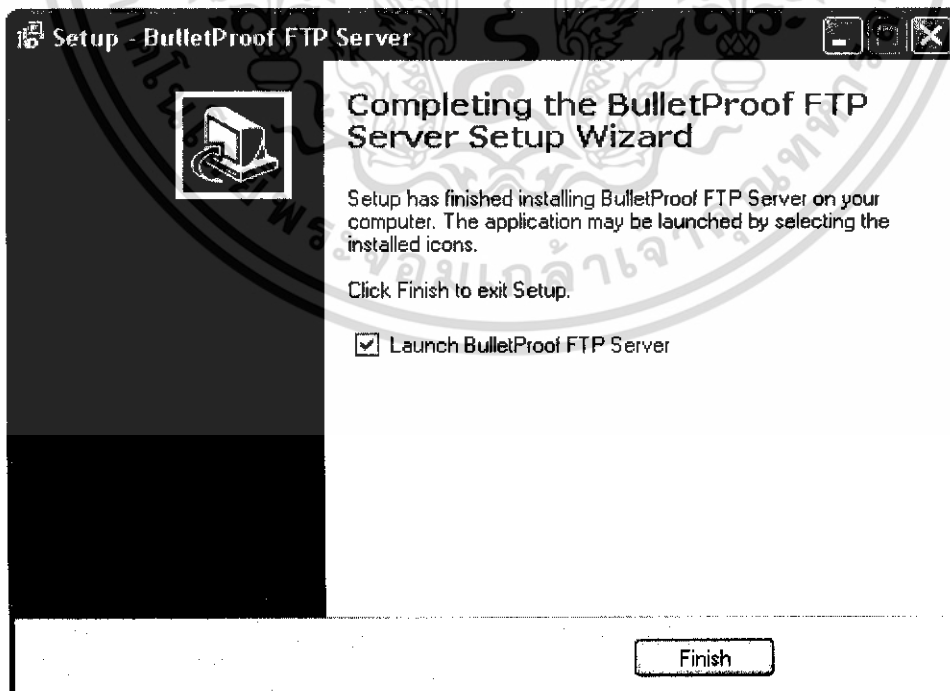 Setup - BulletProof FTP Server
Completing the BulletProof FTP
Server Setup Wizard
Setup has finished installing BulletProof FTP Server on your
computer. The application may be launched by selecting the
installed icons.
Click Finish to exit Setup.
Launch BulletProof FTP Server
Finish